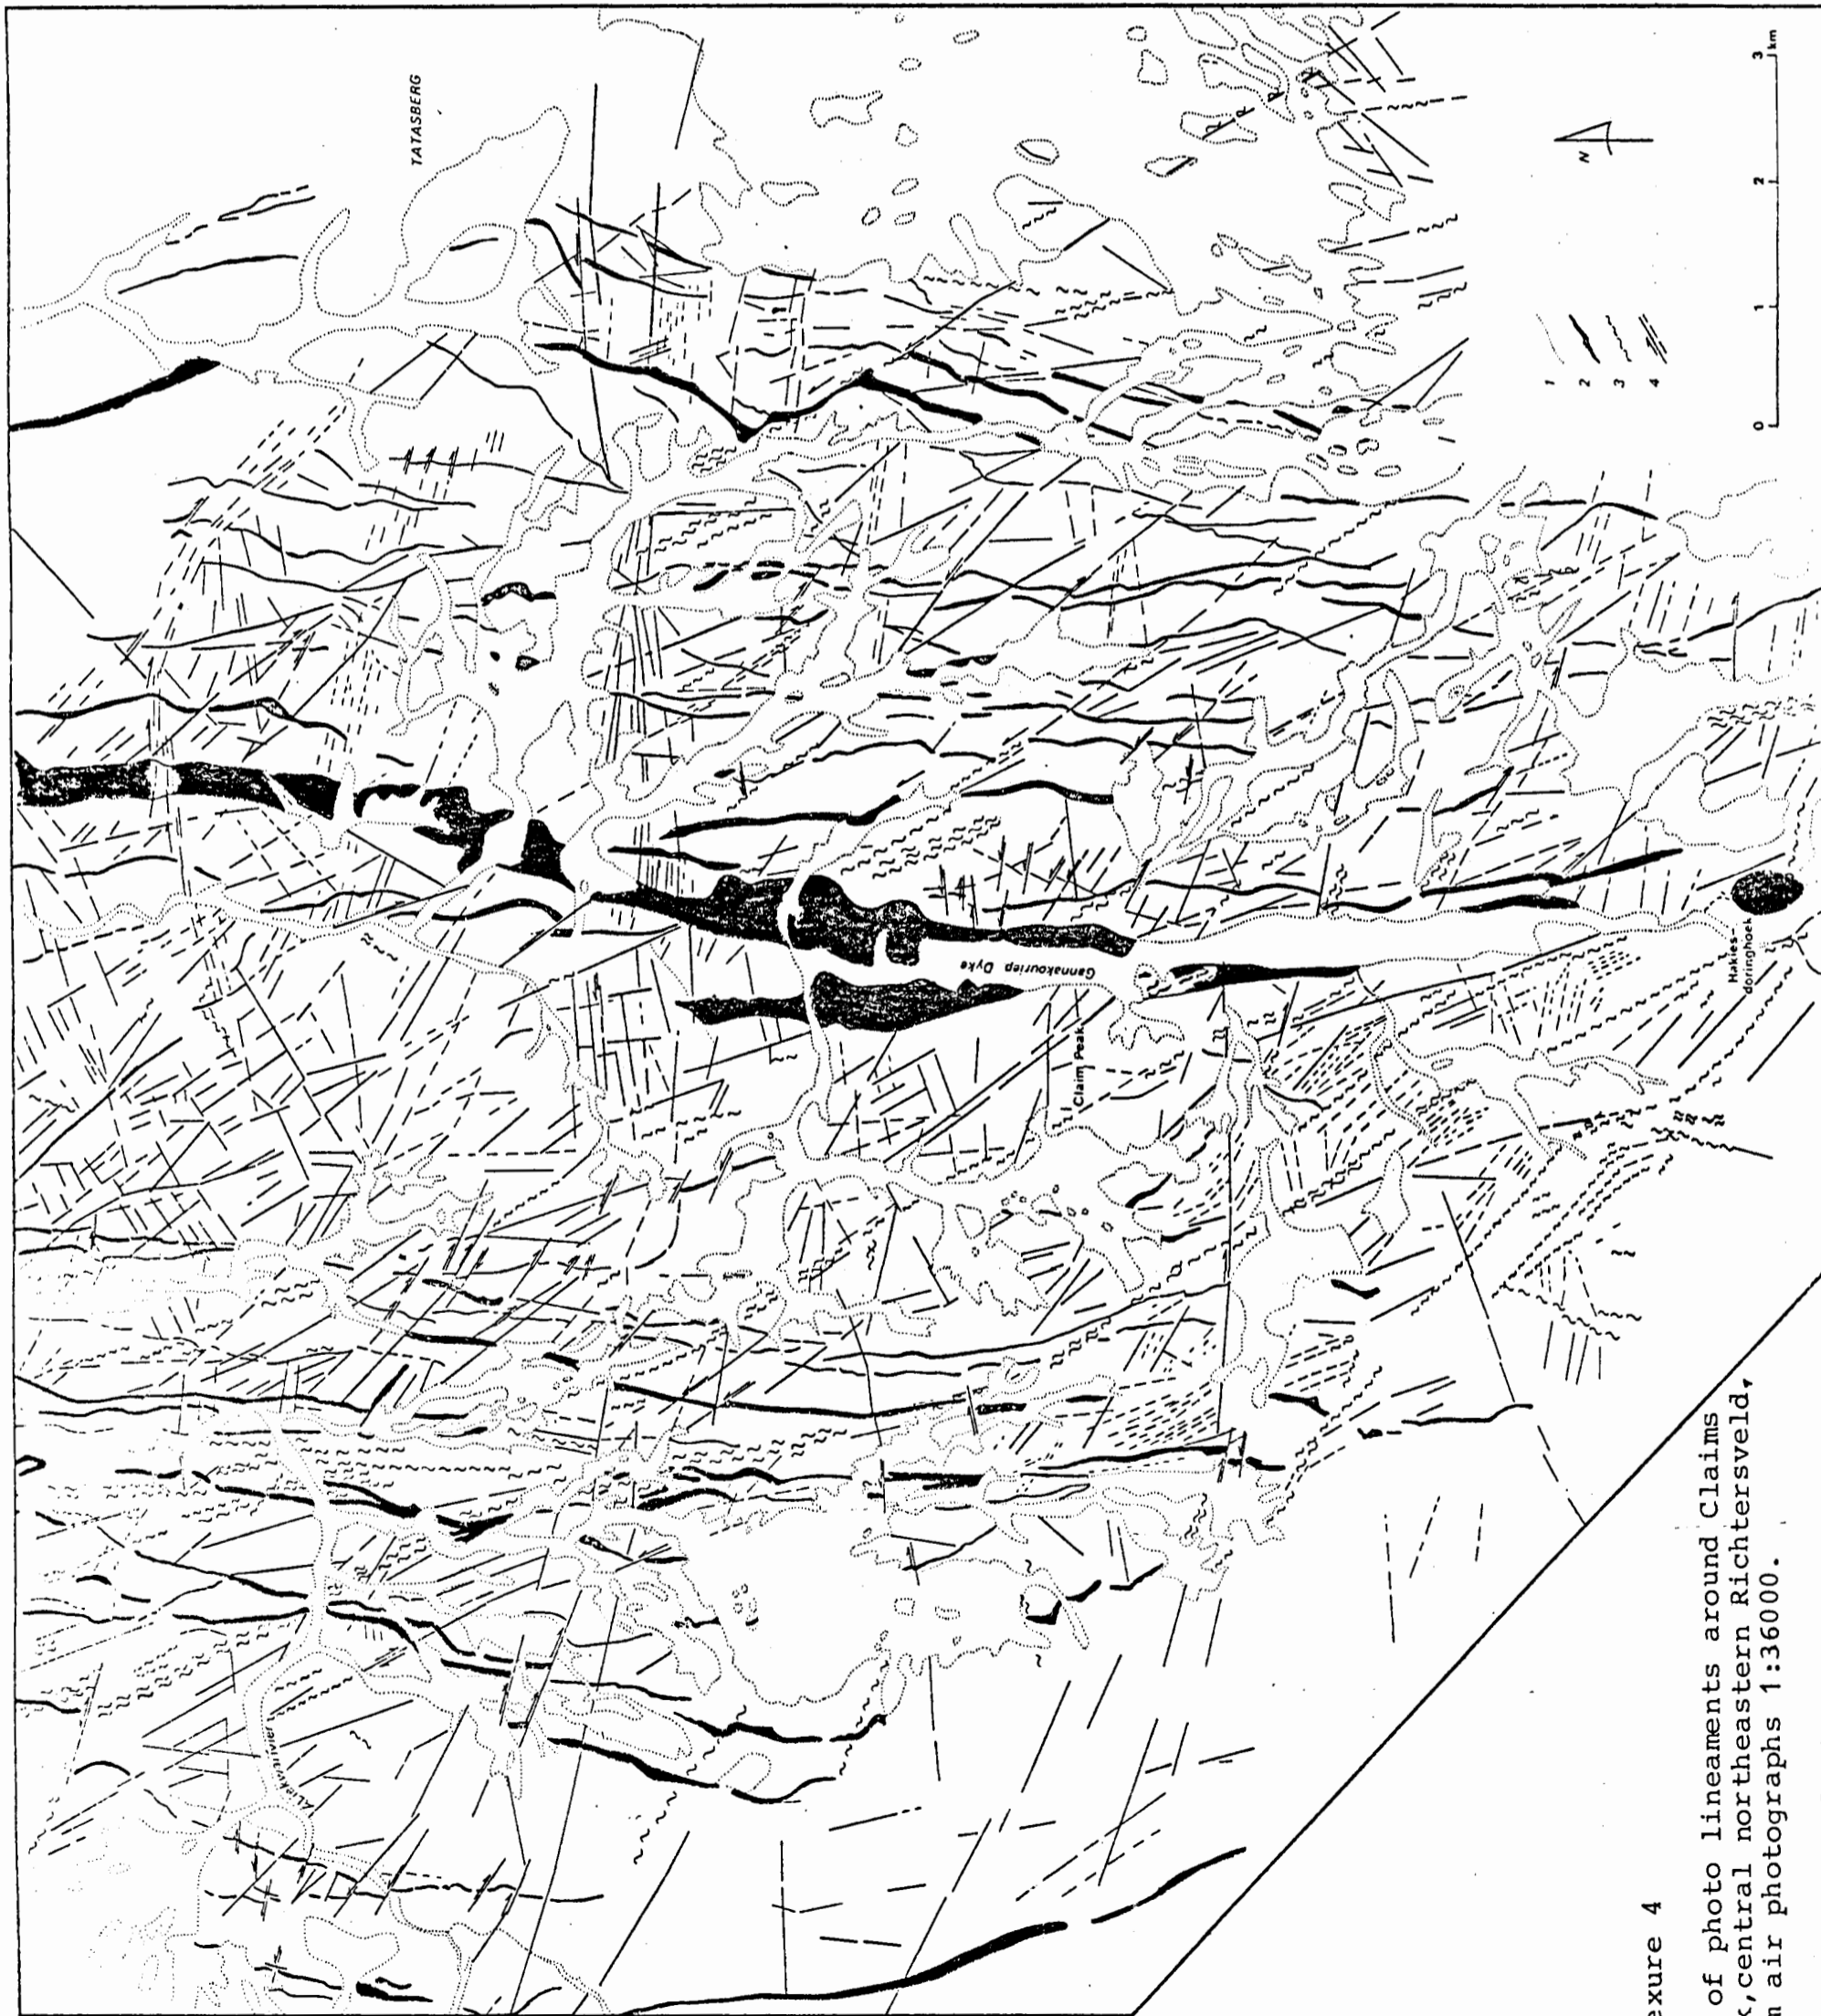 TATASBERG
Gannakouriep Dyke
Claim Peak
Hakies-
doringhoek
N
1
2
3
4
0 1 2 3 km
exure 4
of photo lineaments around Claims
,central northeastern Richtersveld,
air photographs 1:36000.